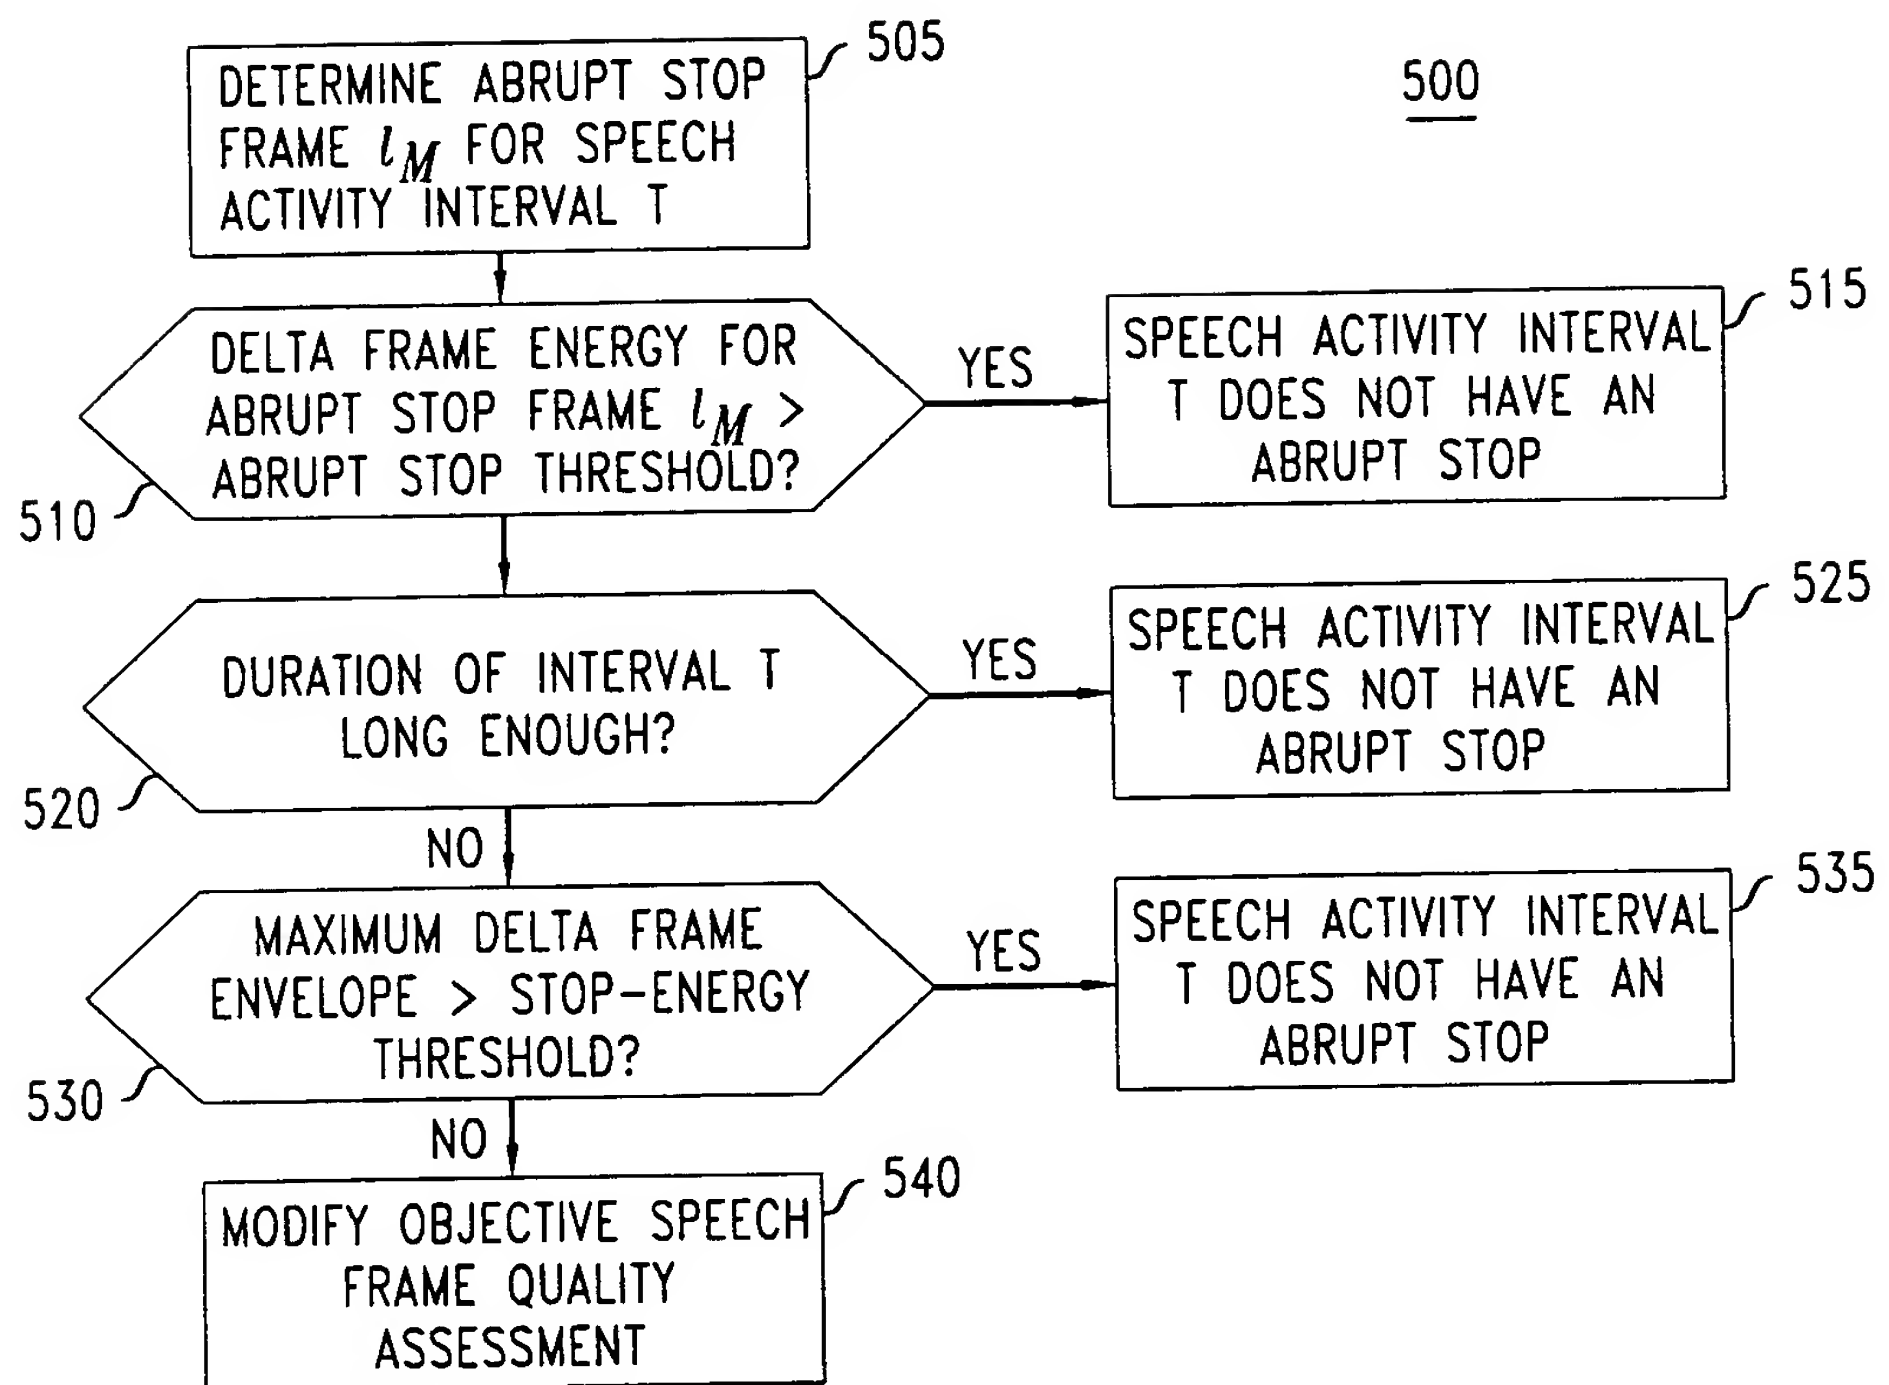 505
500
DETERMINE ABRUPT STOP
FRAME lM FOR SPEECH
ACTIVITY INTERVAL T
510
DELTA FRAME ENERGY FOR
ABRUPT STOP FRAME lM >
ABRUPT STOP THRESHOLD?
YES
515
SPEECH ACTIVITY INTERVAL
T DOES NOT HAVE AN
ABRUPT STOP
520
DURATION OF INTERVAL T
LONG ENOUGH?
YES
525
SPEECH ACTIVITY INTERVAL
T DOES NOT HAVE AN
ABRUPT STOP
NO
530
MAXIMUM DELTA FRAME
ENVELOPE > STOP-ENERGY
THRESHOLD?
YES
535
SPEECH ACTIVITY INTERVAL
T DOES NOT HAVE AN
ABRUPT STOP
NO
540
MODIFY OBJECTIVE SPEECH
FRAME QUALITY
ASSESSMENT